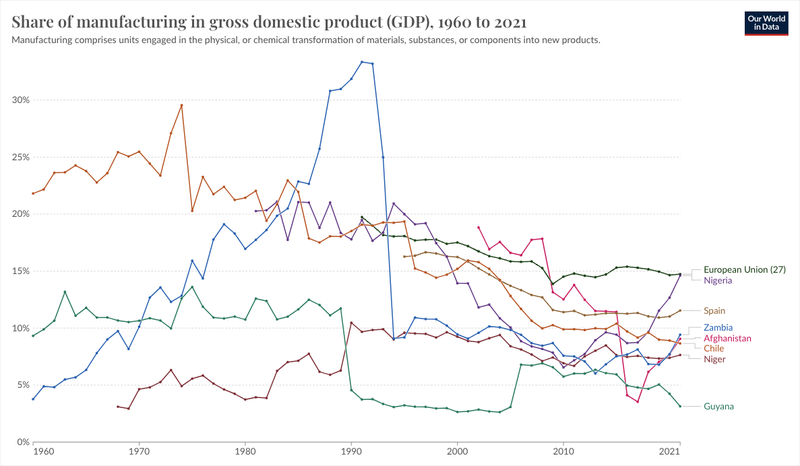 Share of manufacturing in gross domestic product (GDP), 1960 to 2021
Manufacturing comprises units engaged in the physical, or chemical transformation of materials, substances, or components into new products.
Our World
in Data
30%
25%
20%
15%
10%
5%
0%
1960
1970
1980
1990
2000
2010
2021
European Union (27)
Nigeria
Spain
Zambia
Afghanistan
Chile
Niger
Guyana